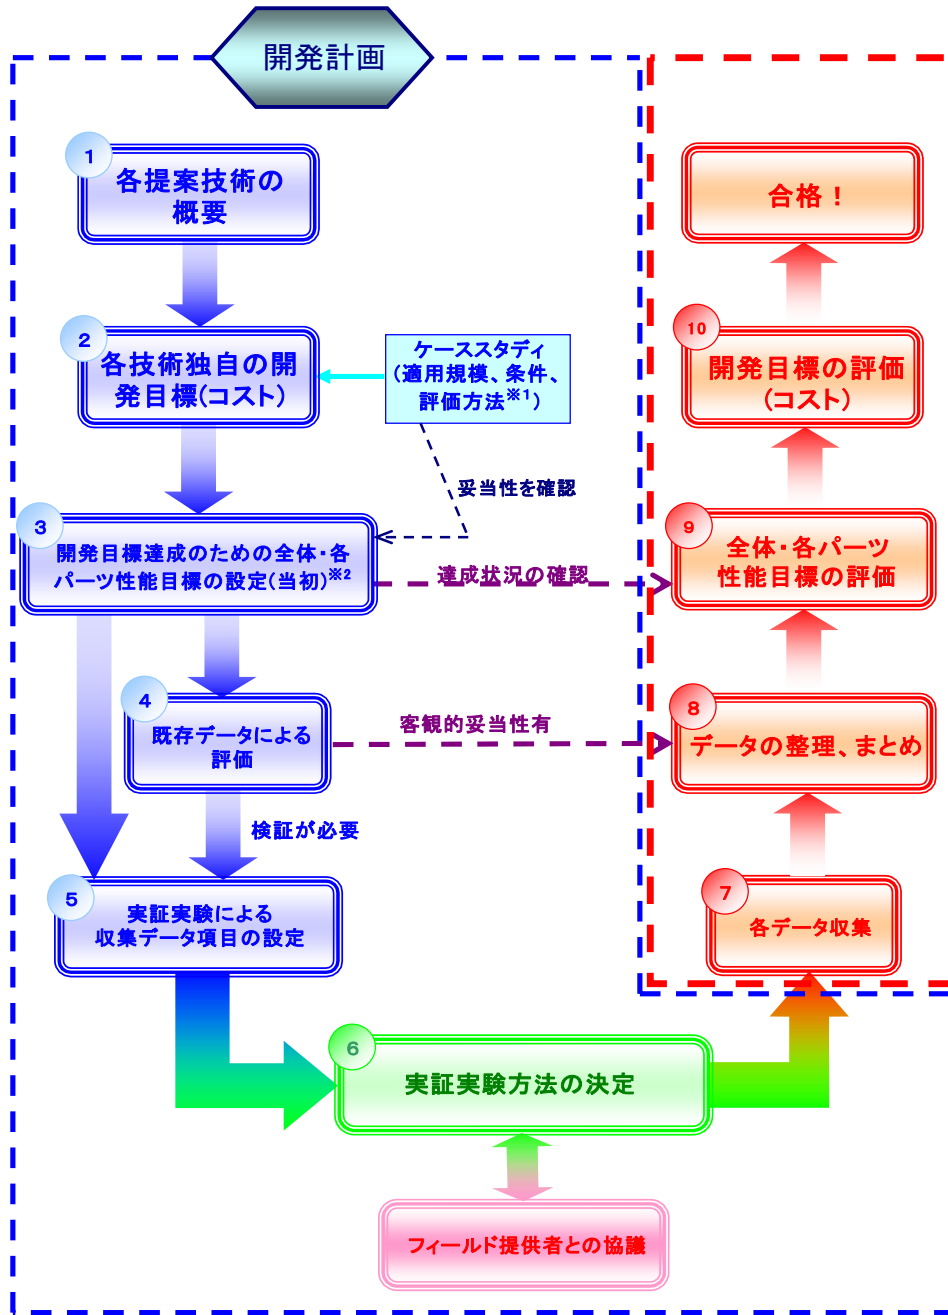 開発計画
1
各提案技術の
概要
2
各技術独自の開
発目標(コスト)
ケーススタディ
(適用規模、条件、
評価方法※1)
妥当性を確認
3
開発目標達成のための全体・各
パーツ性能目標の設定(当初)※2
達成状況の確認
4
既存データによる
評価
客観的妥当性有
検証が必要
5
実証実験による
収集データ項目の設定
6
実証実験方法の決定
フィールド提供者との協議
7
各データ収集
8
データの整理、まとめ
9
全体・各パーツ
性能目標の評価
10
開発目標の評価
(コスト)
合格！